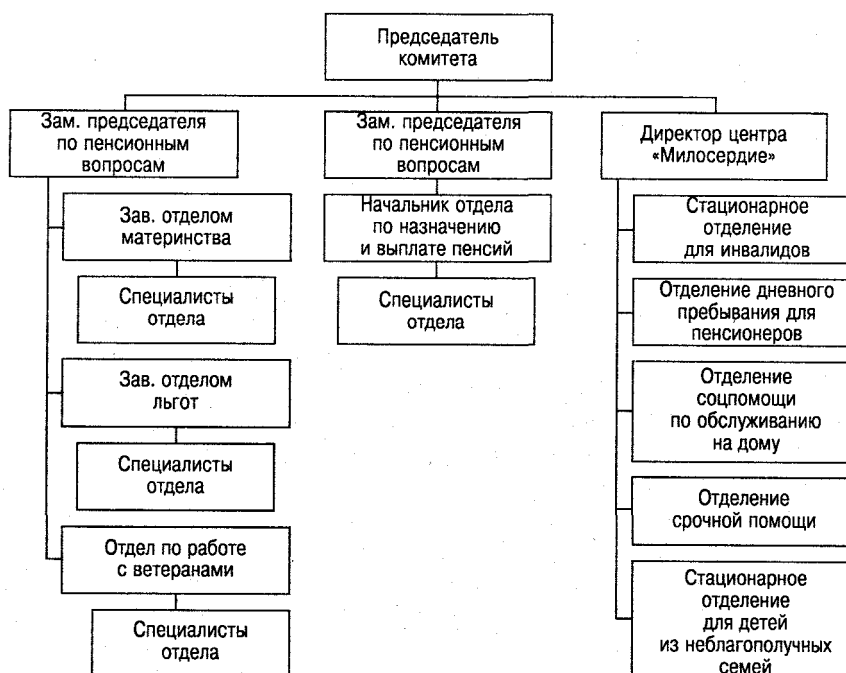 Председатель
комитета
Зам. председателя
по пенсионным
вопросам
Зав. отделом
материнства
Специалисты
отдела
Зав. отделом
льгот
Специалисты
отдела
Отдел по работе
с ветеранами
Специалисты
отдела
Зам. председателя
по пенсионным
вопросам
Начальник отдела
по назначению
и выплате пенсий
Специалисты
отдела
Директор центра
«Милосердие»
Стационарное
отделение
для инвалидов
Отделение дневного
пребывания для
пенсионеров
Отделение
соцпомощи
по обслуживанию
на дому
Отделение
срочной помощи
Стационарное
отделение
для детей
из неблагополучных
семей